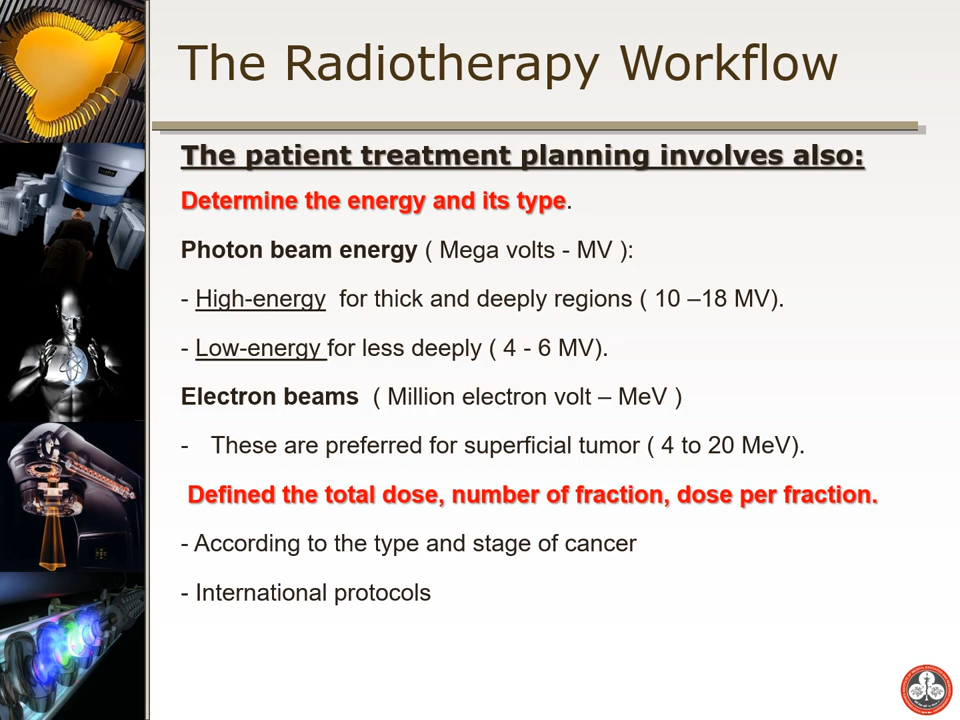 The Radiotherapy Workflow
The patient treatment planning involves also:
Determine the energy and its type.
Photon beam energy ( Mega volts - MV ):
- High-energy for thick and deeply regions ( 10 –18 MV).
- Low-energy for less deeply ( 4 - 6 MV).
Electron beams ( Million electron volt – MeV )
- These are preferred for superficial tumor ( 4 to 20 MeV).
Defined the total dose, number of fraction, dose per fraction.
- According to the type and stage of cancer
- International protocols